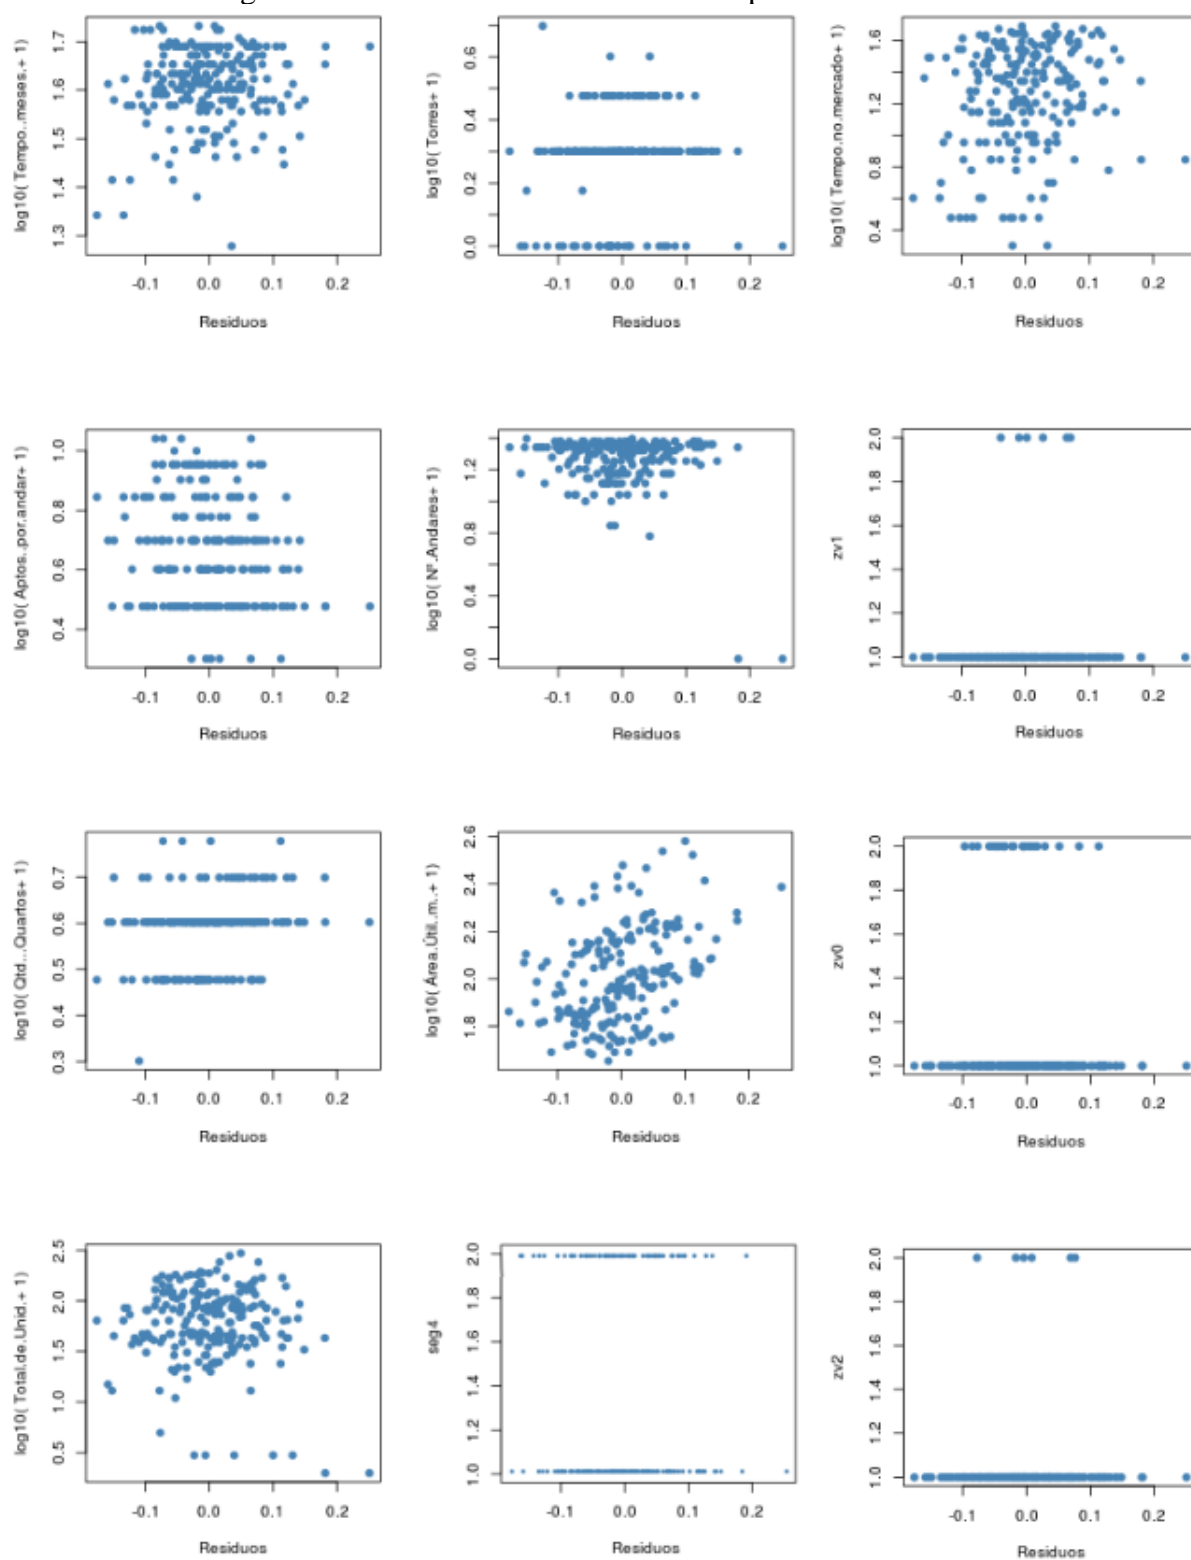 log10( Tempo..meses.+ 1)
1.3 1.4 1.5 1.6 1.7
-0.1 0.0 0.1 0.2
Residuos
log10( Torres+ 1)
0.0 0.2 0.4 0.6
-0.1 0.0 0.1 0.2
Residuos
log10( Tempo.no.mercado+ 1)
0.4 0.8 1.2 1.6
-0.1 0.0 0.1 0.2
Residuos
log10( Aptos..por.andar+ 1)
0.4 0.6 0.8 1.0
-0.1 0.0 0.1 0.2
Residuos
log10( Nº.Andares+ 1)
0.0 0.4 0.8 1.2
-0.1 0.0 0.1 0.2
Residuos
zv1
1.0 1.2 1.4 1.6 1.8 2.0
-0.1 0.0 0.1 0.2
Residuos
log10( Qtd...Quartos+ 1)
0.3 0.4 0.5 0.6 0.7
-0.1 0.0 0.1 0.2
Residuos
log10( Área.Útil..m..+ 1)
1.8 2.0 2.2 2.4 2.6
-0.1 0.0 0.1 0.2
Residuos
zv0
1.0 1.2 1.4 1.6 1.8 2.0
-0.1 0.0 0.1 0.2
Residuos
log10( Total.de.Unid.+ 1)
0.5 1.0 1.5 2.0 2.5
-0.1 0.0 0.1 0.2
Residuos
seg4
1.0 1.2 1.4 1.6 1.8 2.0
-0.1 0.0 0.1 0.2
Residuos
zv2
1.0 1.2 1.4 1.6 1.8 2.0
-0.1 0.0 0.1 0.2
Residuos